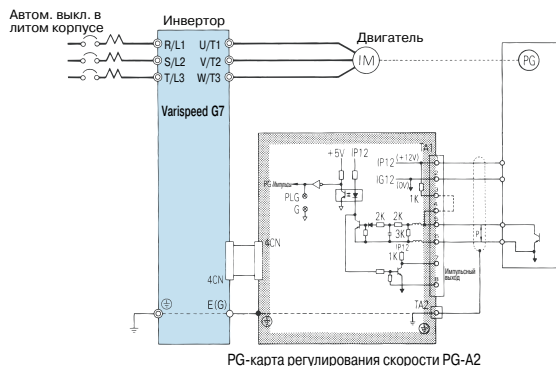 Автом. выкл. в
литом корпусе
Инвертор
Двигатель
R/L1 U/T1
S/L2 V/T2
T/L3 W/T3
IM
PG
Varispeed G7
TA1
+5V IP12
IP12 (+12V)
IG12 (0V)
PG Импульсы
PLG
G
1K
2K 2K
3K
IP12
1K
P
4CN
4CN
Импульсный
выход
E(G)
TA2
PG-карта регулирования скорости PG-A2